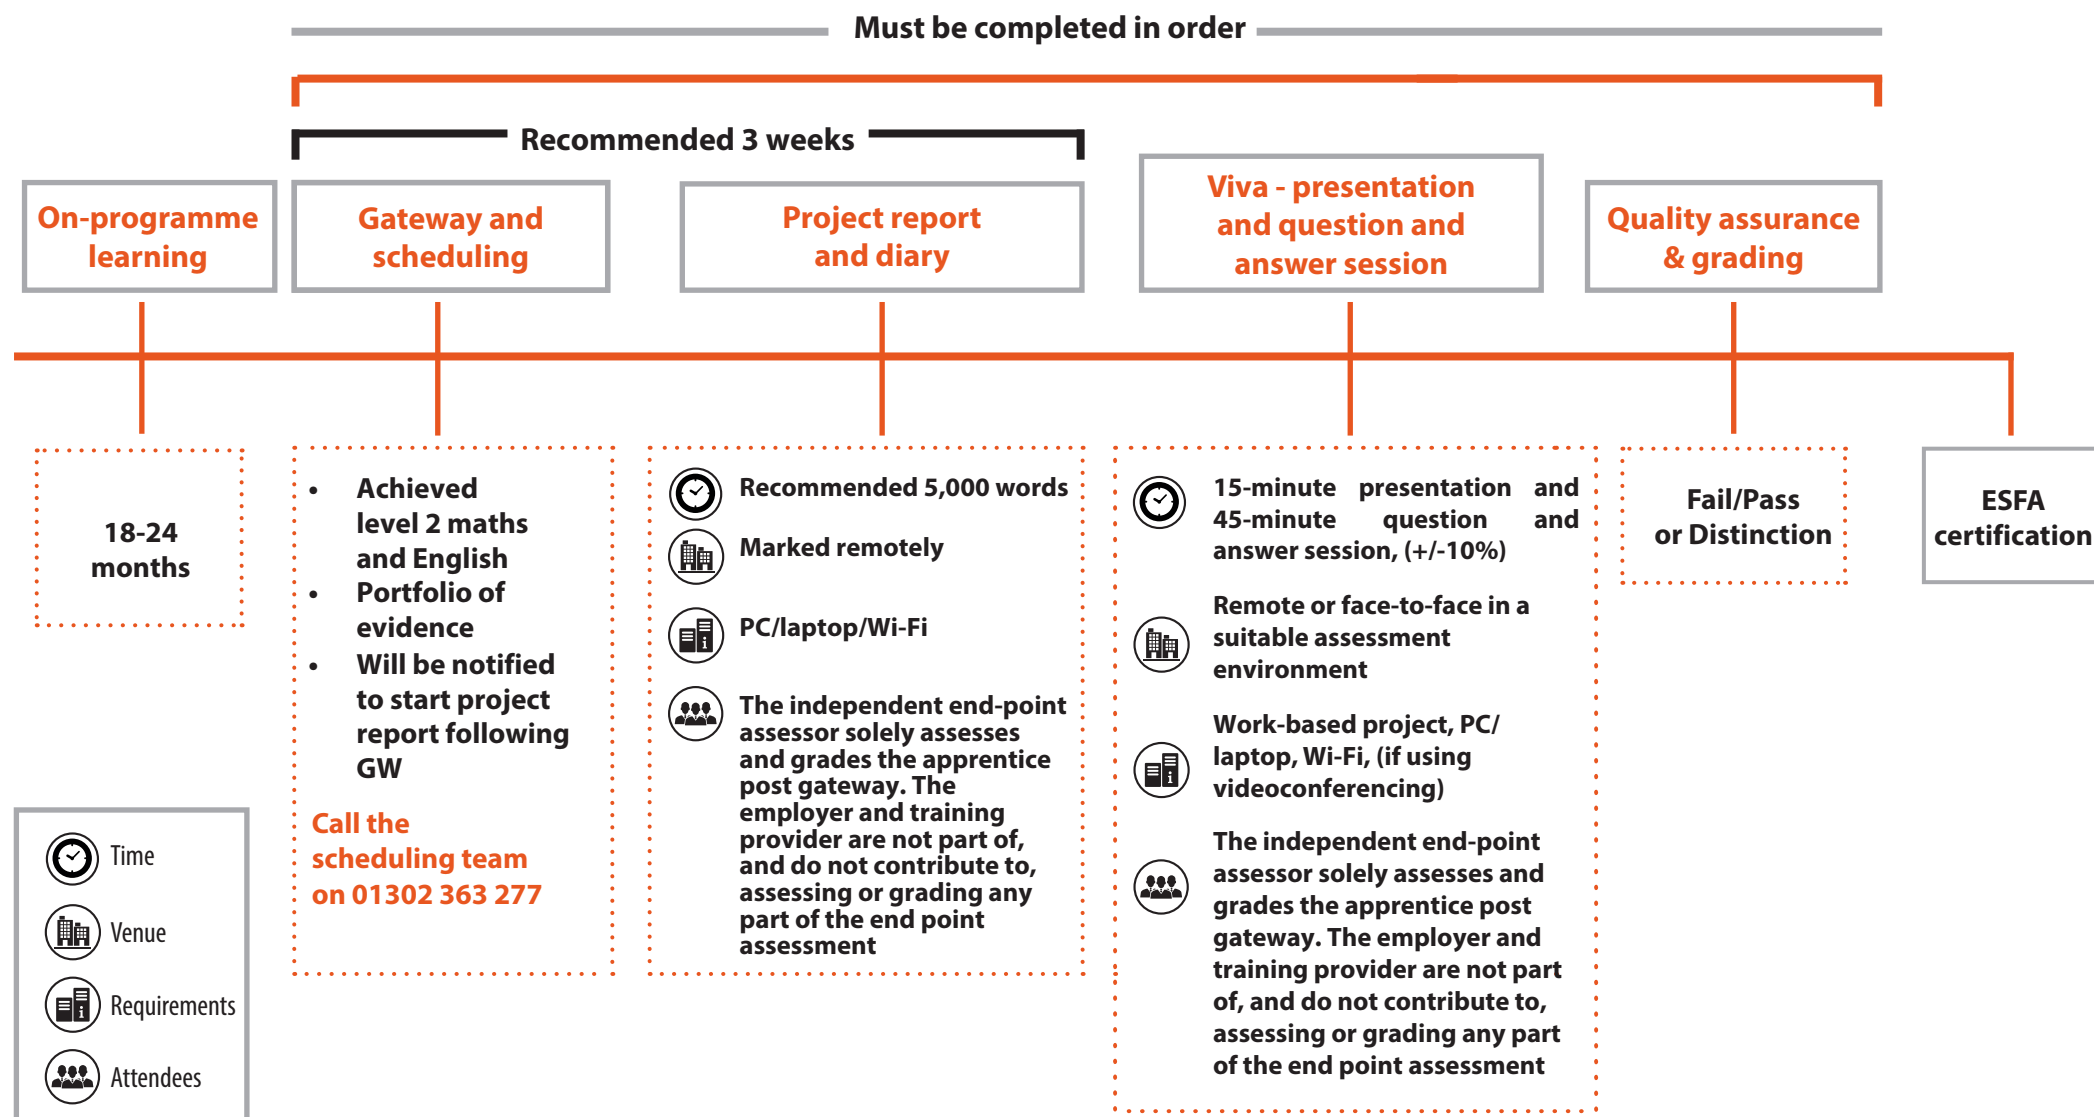 Must be completed in order
Recommended 3 weeks
On-programme
learning
Gateway and
scheduling
Project report
and diary
Viva - presentation
and question and
answer session
Quality assurance
& grading
18-24
months
• Achieved
level 2 maths
and English
• Portfolio of
evidence
• Will be notified
to start project
report following
GW
Call the
scheduling team
on 01302 363 277
Recommended 5,000 words
Marked remotely
PC/laptop/Wi-Fi
The independent end-point
assessor solely assesses
and grades the apprentice
post gateway. The
employer and training
provider are not part of,
and do not contribute to,
assessing or grading any
part of the end point
assessment
15-minute presentation and
45-minute question and
answer session, (+/-10%)
Remote or face-to-face in a
suitable assessment
environment
Work-based project, PC/
laptop, Wi-Fi, (if using
videoconferencing)
The independent end-point
assessor solely assesses and
grades the apprentice post
gateway. The employer and
training provider are not part
of, and do not contribute to,
assessing or grading any part
of the end point assessment
Fail/Pass
or Distinction
ESFA
certification
Time
Venue
Requirements
Attendees